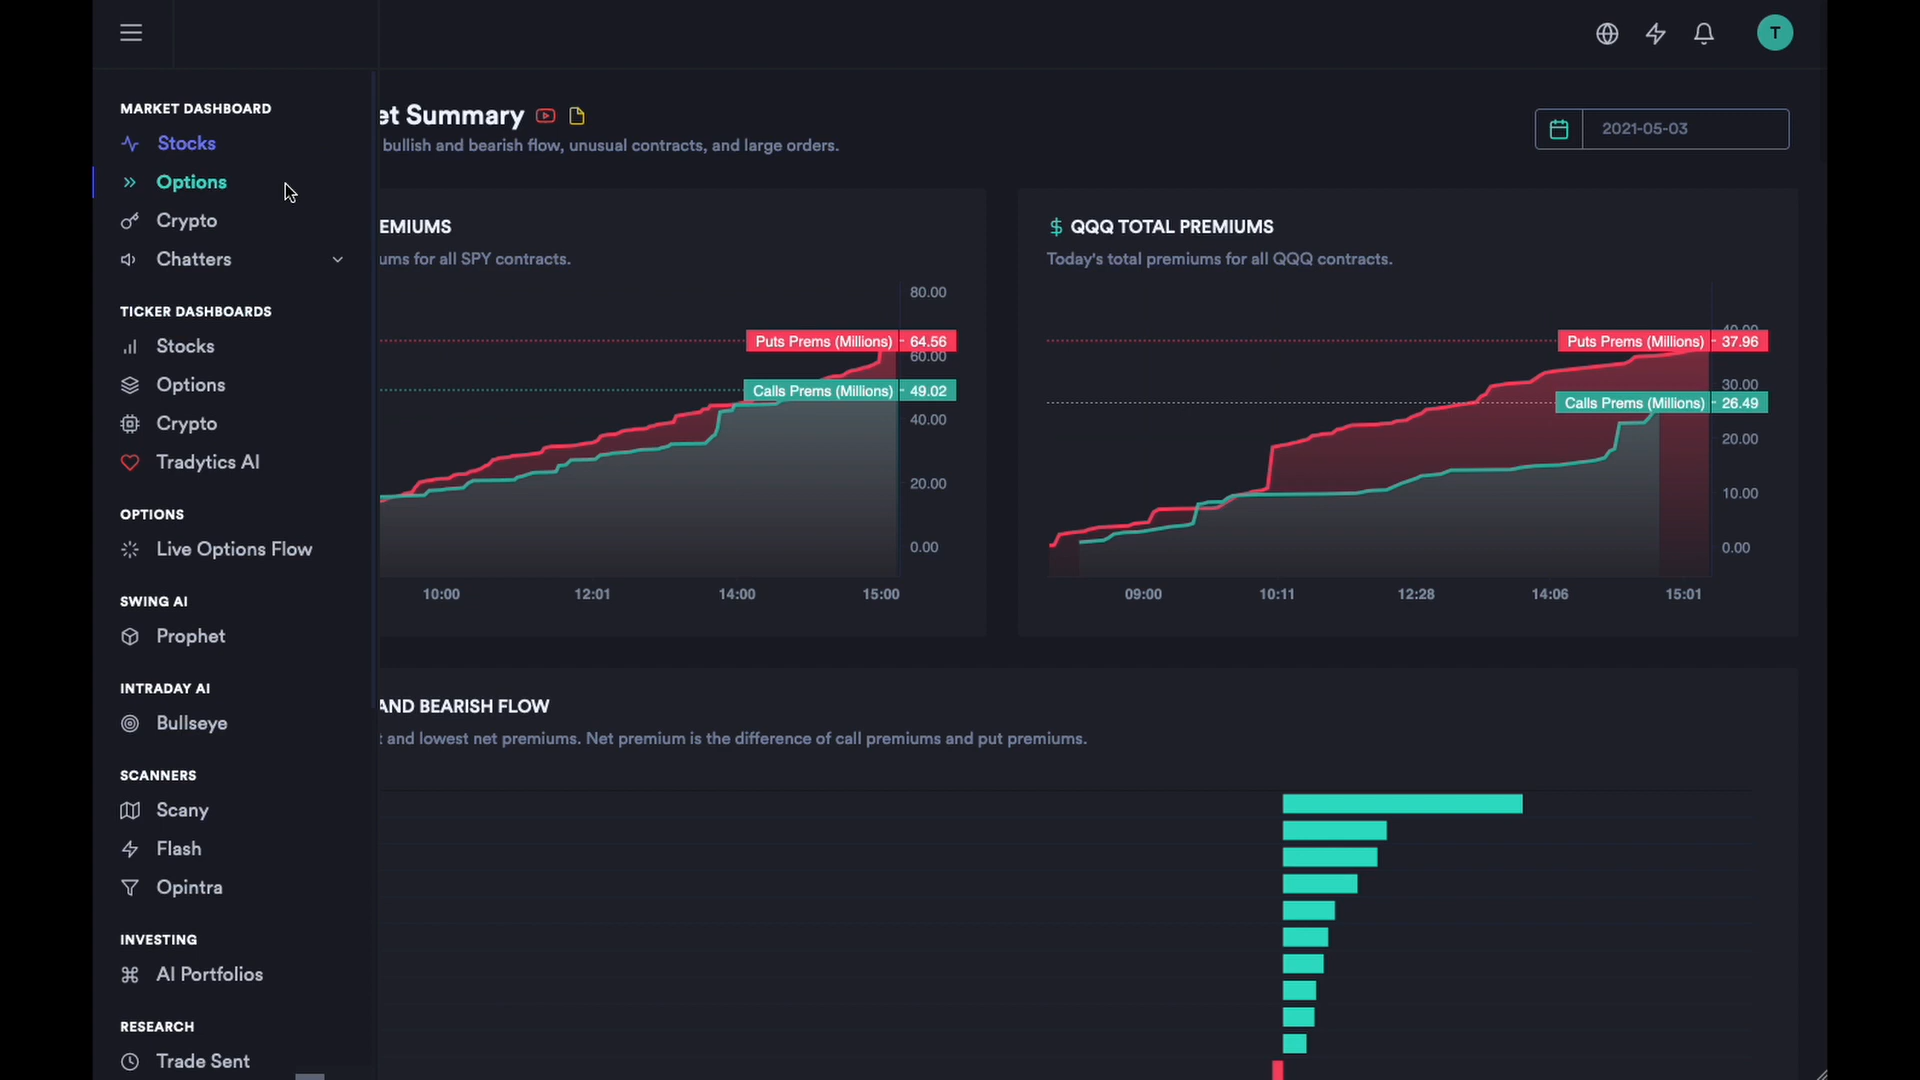 T
MARKET DASHBOARD
Stocks
Options
Crypto
Chatters
TICKER DASHBOARDS
Stocks
Options
Crypto
Tradytics AI
OPTIONS
Live Options Flow
SWING AI
Prophet
INTRADAY AI
Bullseye
SCANNERS
Scany
Flash
Opintra
INVESTING
AI Portfolios
RESEARCH
Trade Sent
et Summary
bullish and bearish flow, unusual contracts, and large orders.
2021-05-03
EMIUMS
ums for all SPY contracts.
80.00
Puts Prems (Millions) 64.56
60.00
Calls Prems (Millions) 49.02
40.00
20.00
0.00
10:00 12:01 14:00 15:00
$ QQQ TOTAL PREMIUMS
Today's total premiums for all QQQ contracts.
40.00
Puts Prems (Millions) 37.96
30.00
Calls Prems (Millions) 26.49
20.00
10.00
0.00
09:00 10:11 12:28 14:06 15:01
AND BEARISH FLOW
t and lowest net premiums. Net premium is the difference of call premiums and put premiums.